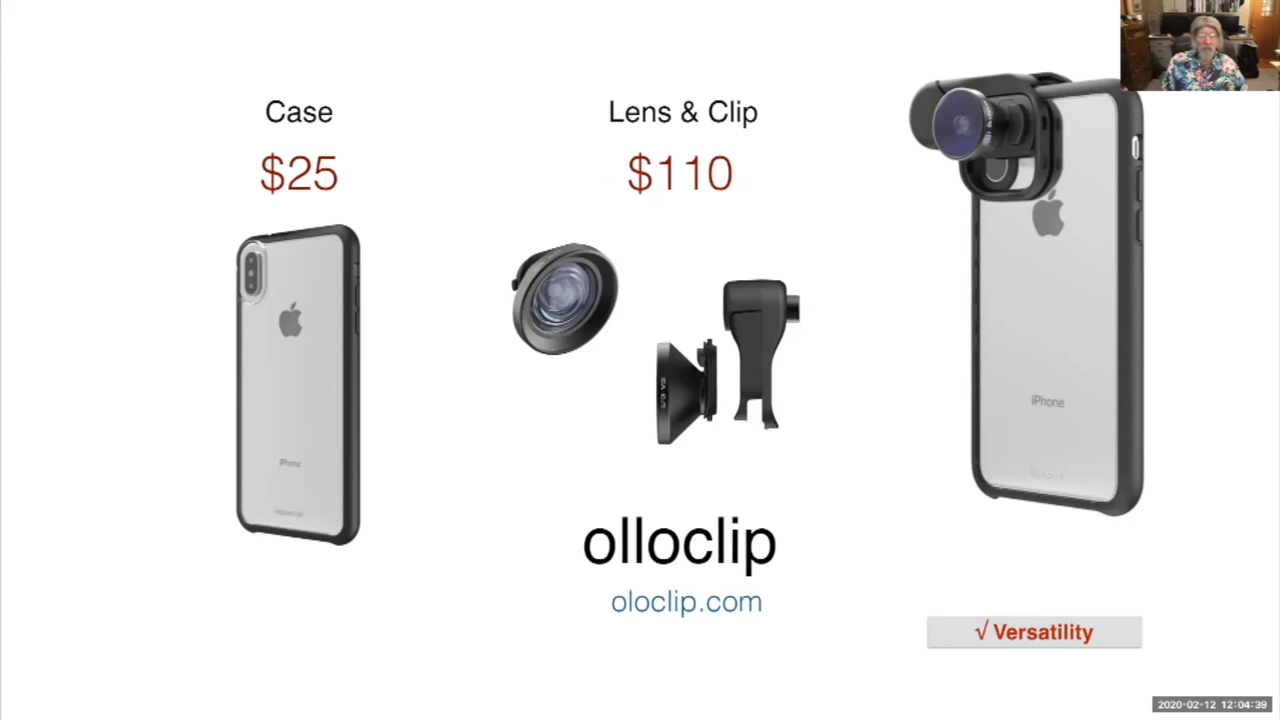 Case
Lens & Clip
$25
$110
iPhone
iPhone
olloclip
oloclip.com
√ Versatility
2020-02-12 12:04:39